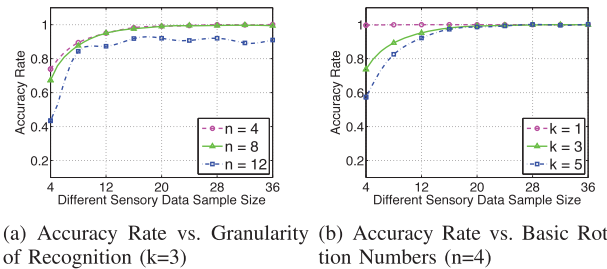 1
0.8
0.6
0.4
0.2
Accuracy Rate
n = 4
n = 8
n = 12
4 12 20 28 36
Different Sensory Data Sample Size
1
0.8
0.6
0.4
0.2
Accuracy Rate
k = 1
k = 3
k = 5
4 12 20 28 36
Different Sensory Data Sample Size
(a) Accuracy Rate vs. Granularity
of Recognition (k=3)
(b) Accuracy Rate vs. Basic Rot
tion Numbers (n=4)